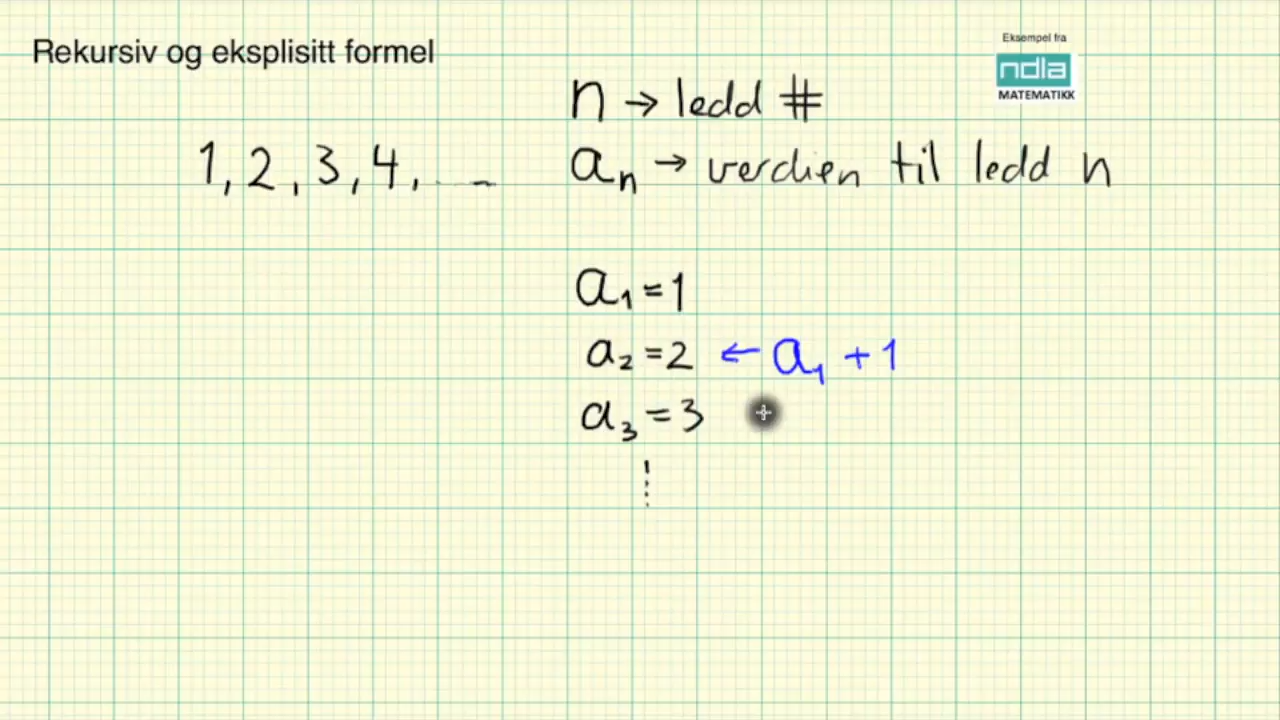 Rekursiv og eksplisitt formel
Eksempel fra
ndla
MATEMATIKK
n → ledd #
1, 2, 3, 4, . . .
aₙ → verdien til ledd n
a₁ = 1
a₂ = 2 ← a₁ + 1
a₃ = 3
⋮